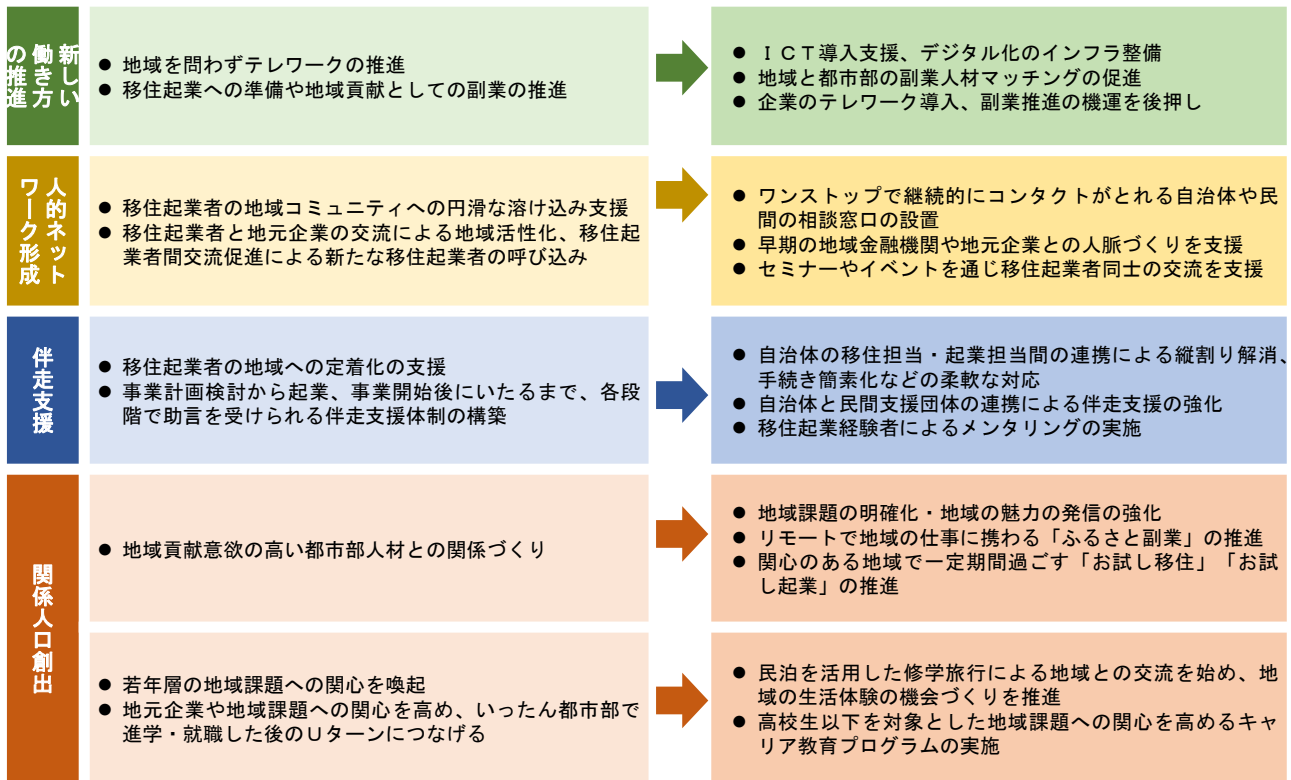 新しい
働き方
の推進
● 地域を問わずテレワークの推進
● 移住起業への準備や地域貢献としての副業の推進
● ＩＣＴ導入支援、デジタル化のインフラ整備
● 地域と都市部の副業人材マッチングの促進
● 企業のテレワーク導入、副業推進の機運を後押し
人的ネット
ワーク形成
● 移住起業者の地域コミュニティへの円滑な溶け込み支援
● 移住起業者と地元企業の交流による地域活性化、移住起
業者間交流促進による新たな移住起業者の呼び込み
● ワンストップで継続的にコンタクトがとれる自治体や民
間の相談窓口の設置
● 早期の地域金融機関や地元企業との人脈づくりを支援
● セミナーやイベントを通じ移住起業者同士の交流を支援
伴走支援
● 移住起業者の地域への定着化の支援
● 事業計画検討から起業、事業開始後にいたるまで、各段
階で助言を受けられる伴走支援体制の構築
● 自治体の移住担当・起業担当間の連携による縦割り解消、
手続き簡素化などの柔軟な対応
● 自治体と民間支援団体の連携による伴走支援の強化
● 移住起業経験者によるメンタリングの実施
関係人口創出
● 地域貢献意欲の高い都市部人材との関係づくり
● 地域課題の明確化・地域の魅力の発信の強化
● リモートで地域の仕事に携わる「ふるさと副業」の推進
● 関心のある地域で一定期間過ごす「お試し移住」「お試
し起業」の推進
● 若年層の地域課題への関心を喚起
● 地元企業や地域課題への関心を高め、いったん都市部で
進学・就職した後のＵターンにつなげる
● 民泊を活用した修学旅行による地域との交流を始め、地
域の生活体験の機会づくりを推進
● 高校生以下を対象とした地域課題への関心を高めるキャ
リア教育プログラムの実施